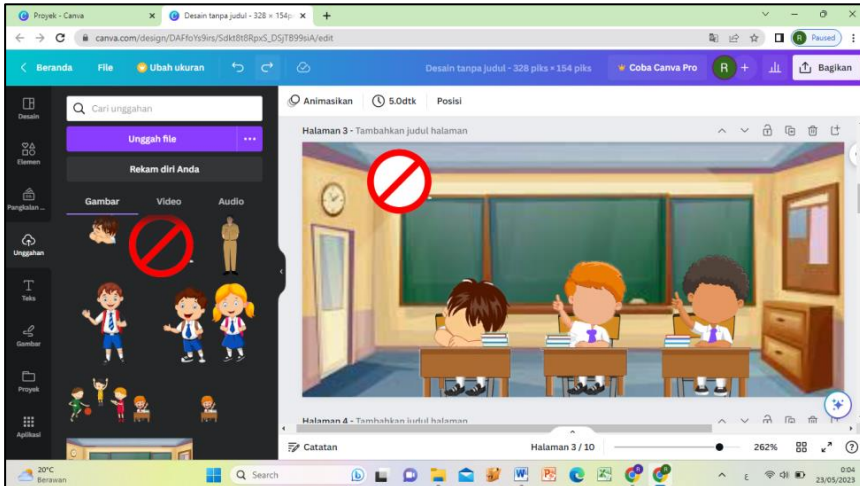 Proyek - Canva
Desain tanpa judul - 328 × 154p
canva.com/design/DAFfoYs9irs/Sdkt8t8RpxS_DSjTB99siA/edit
R Paused
Beranda
File
Ubah ukuran
Desain tanpa judul - 328 piks × 154 piks
Coba Canva Pro
R
Bagikan
Desain
Elemen
Pangkalan ...
Unggahan
Teks
Gambar
Proyek
Aplikasi
Cari unggahan
Unggah file
Rekam diri Anda
Gambar
Video
Audio
Animasikan
5.0dtk
Posisi
Halaman 3 - Tambahkan judul halaman
Halaman 4 - Tambahkan judul halaman
Catatan
Halaman 3 / 10
262%
20°C
Berawan
Search
0:04
23/05/2023